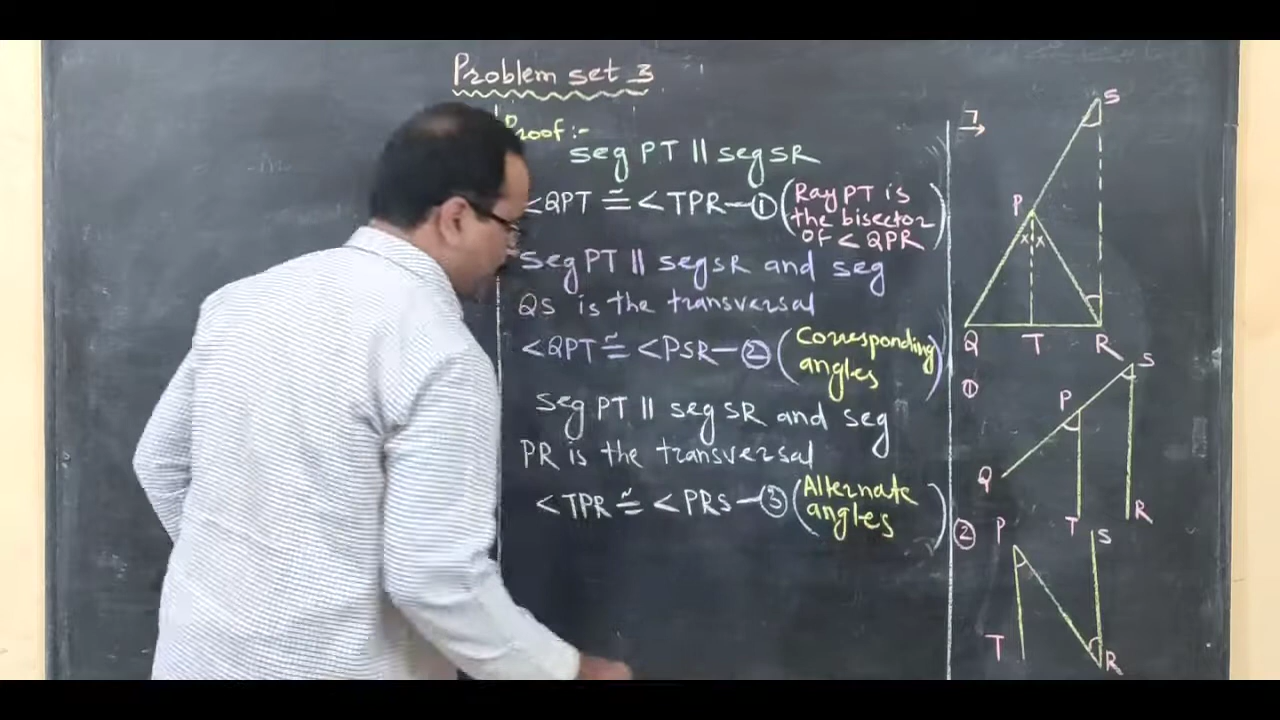 Problem set 3
Proof :-
seg PT || seg SR
<QPT ≅ <TPR — ① (Ray PT is
the bisector
OF < QPR)
seg PT || seg SR and seg
QS is the transversal
<QPT ≅ <PSR — ② (Corresponding
angles)
seg PT || seg SR and seg
PR is the transversal
<TPR ≅ <PRS — ③ (Alternate
angles)
7
S
P
x x
Q T R
①
S
P
Q
T R
②
P S
T R